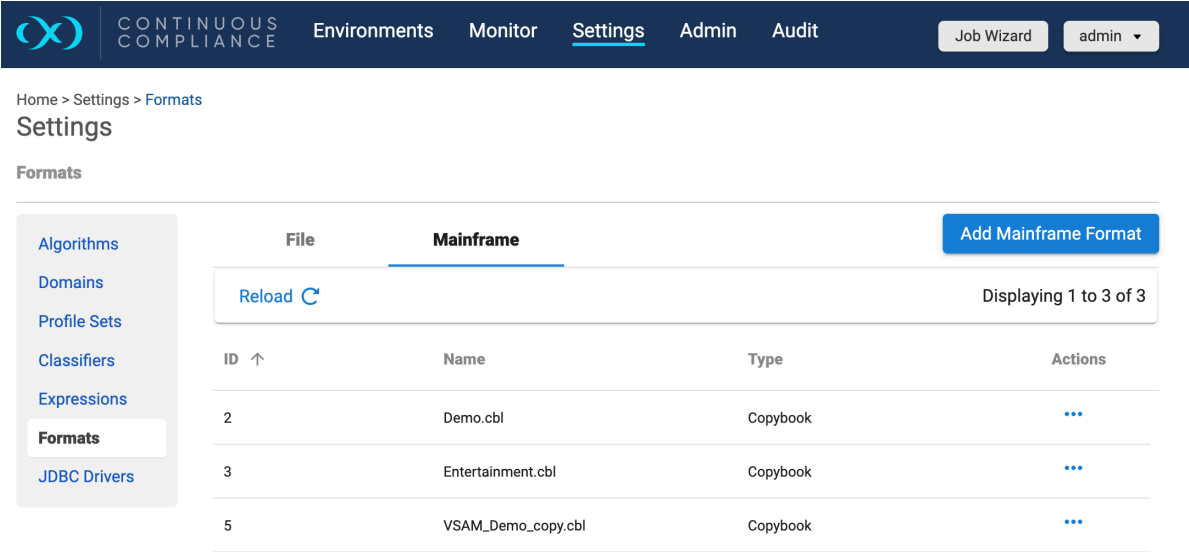 CONTINUOUS
COMPLIANCE
Environments Monitor Settings Admin Audit Job Wizard admin
Home > Settings > Formats
Settings
Formats
Algorithms
Domains
Profile Sets
Classifiers
Expressions
Formats
JDBC Drivers
File Mainframe Add Mainframe Format
Reload Displaying 1 to 3 of 3
ID Name Type Actions
2 Demo.cbl Copybook
3 Entertainment.cbl Copybook
5 VSAM_Demo_copy.cbl Copybook